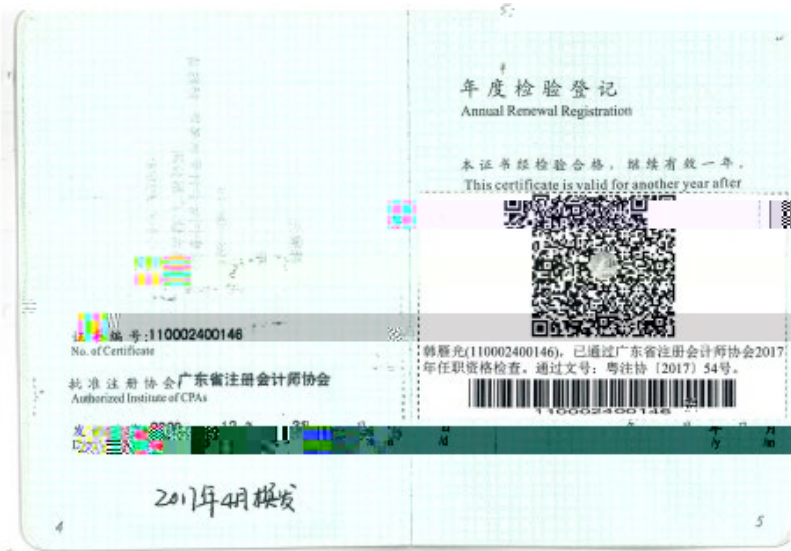 年度检验登记
Annual Renewal Registration
本证书经检验合格，继续有效一年。
This certificate is valid for another year after
编号:110002400146
No. of Certificate
批准注册协会广东省注册会计师协会
Authorized Institute of CPAs
2017年4月换发
4
韩雁光(110002400146)，已通过广东省注册会计师协会2017
年任职资格检查。通过文号：粤注协〔2017〕54号。
110002400146
年 月
/y /m
/d
5